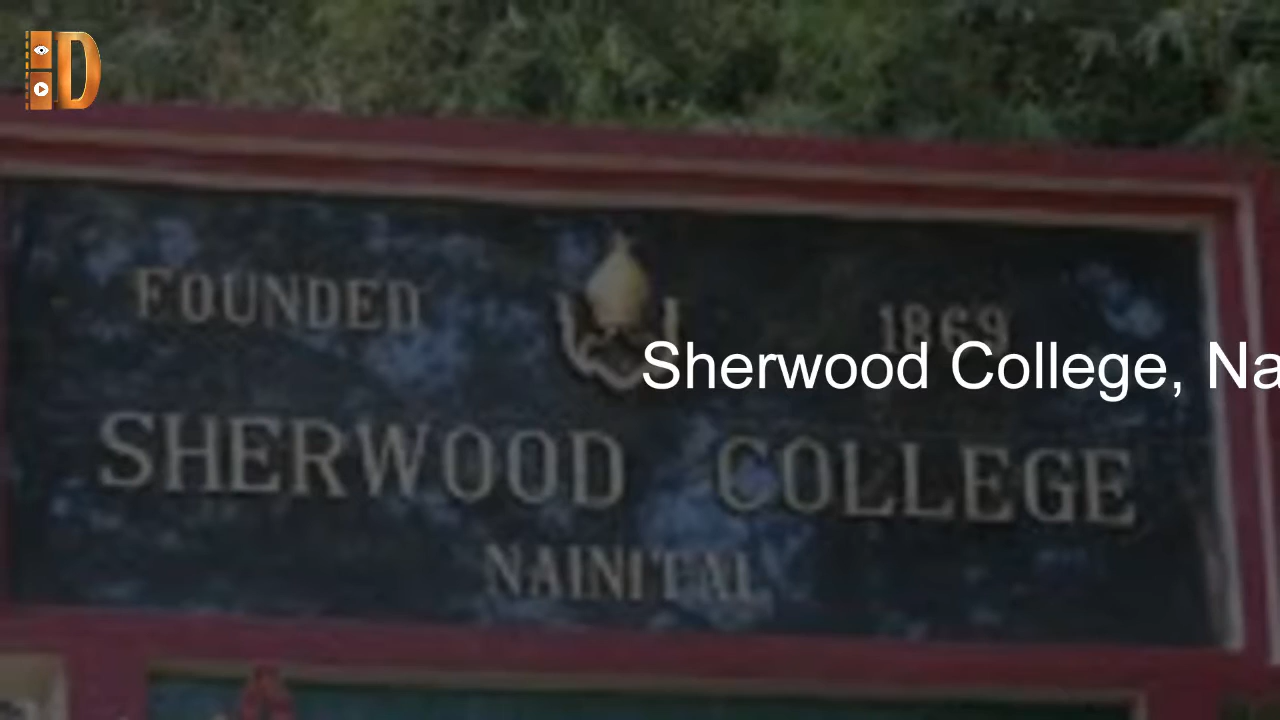 D
FOUNDED 1869
Sherwood College, Na
SHERWOOD COLLEGE
NAINITAL